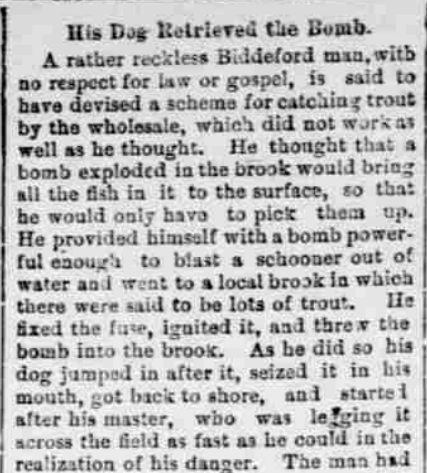 His Dog Retrieved the Bomb.
A rather reckless Biddeford man, with
no respect for law or gospel, is said to
have devised a scheme for catching trout
by the wholesale, which did not work as
well as he thought. He thought that a
bomb exploded in the brook would bring
all the fish in it to the surface, so that
he would only have to pick them up.
He provided himself with a bomb power-
ful enough to blast a schooner out of
water and went to a local brook in which
there were said to be lots of trout. He
fixed the fuse, ignited it, and threw the
bomb into the brook. As he did so his
dog jumped in after it, seized it in his
mouth, got back to shore, and started
after his master, who was legging it
across the field as fast as he could in the
realization of his danger. The man had